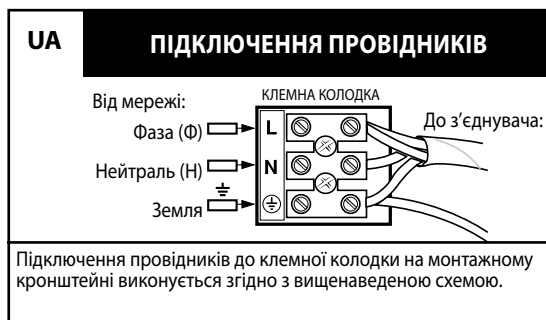 UA
ПІДКЛЮЧЕННЯ ПРОВІДНИКІВ
КЛЕМНА КОЛОДКА
Від мережі:
До з’єднувача:
Фаза (Ф)
L
Нейтраль (Н)
N
Земля
Підключення провідників до клемної колодки на монтажному
кронштейні виконується згідно з вищенаведеною схемою.